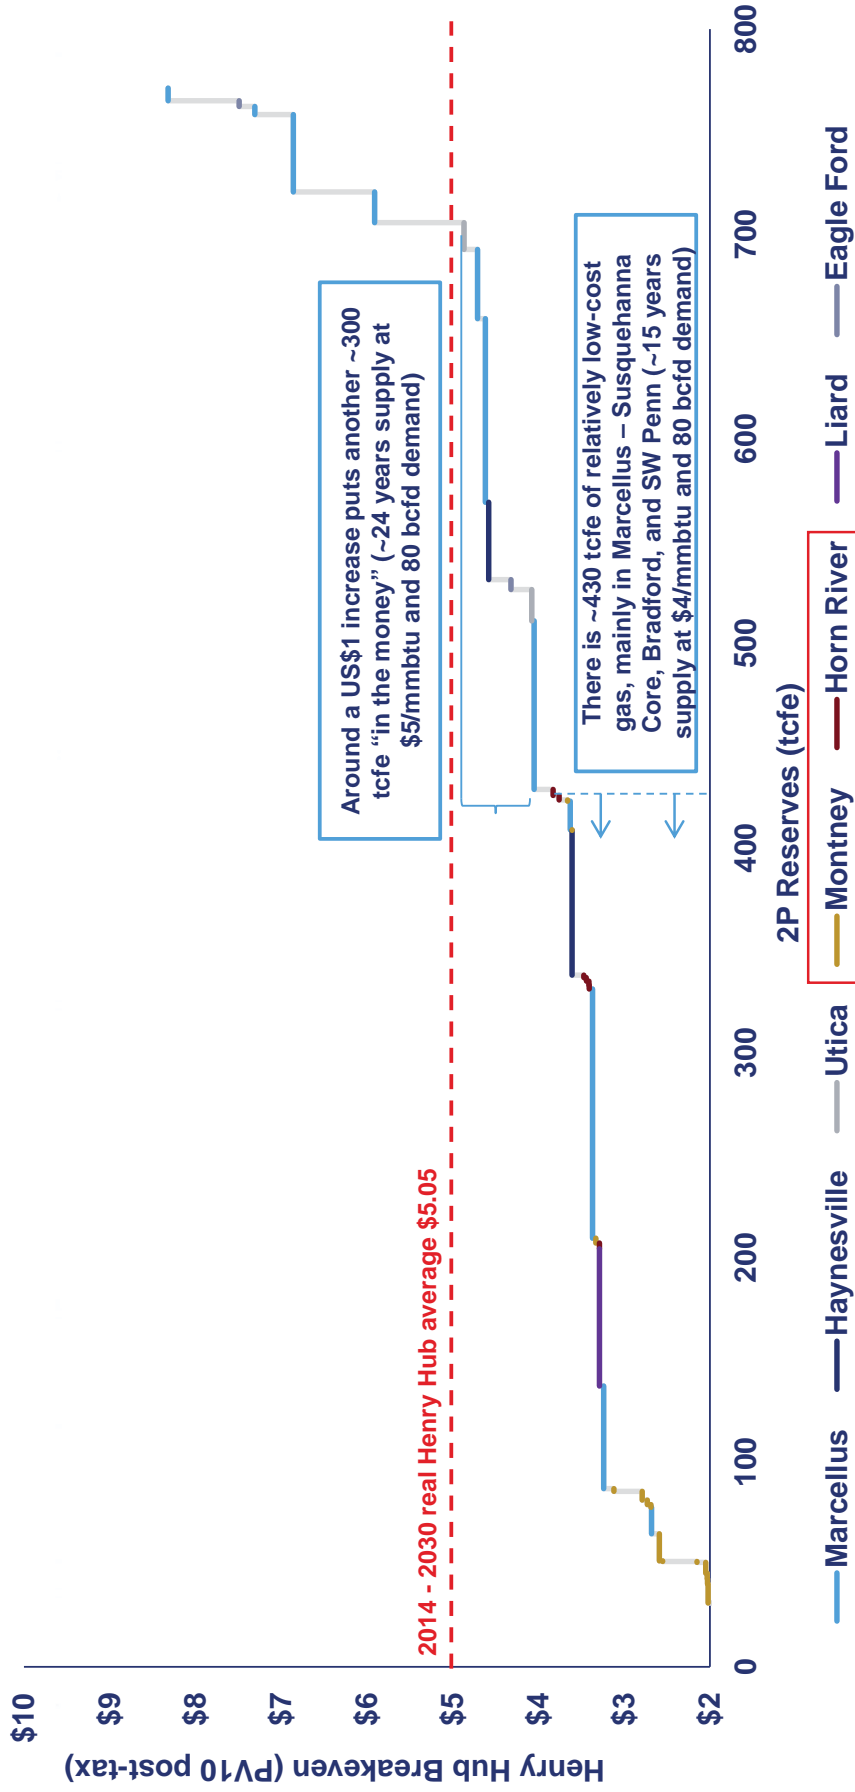 $10
$9
$8
$7
$6
$5
$4
$3
$2
Henry Hub Breakeven (PV10 post-tax)
2014 - 2030 real Henry Hub average $5.05
Around a US$1 increase puts another ~300
tcfe “in the money” (~24 years supply at
$5/mmbtu and 80 bcfd demand)
There is ~430 tcfe of relatively low-cost
gas, mainly in Marcellus – Susquehanna
Core, Bradford, and SW Penn (~15 years
supply at $4/mmbtu and 80 bcfd demand)
0 100 200 300 400 500 600 700 800
2P Reserves (tcfe)
Marcellus Haynesville Utica Montney Horn River Liard Eagle Ford